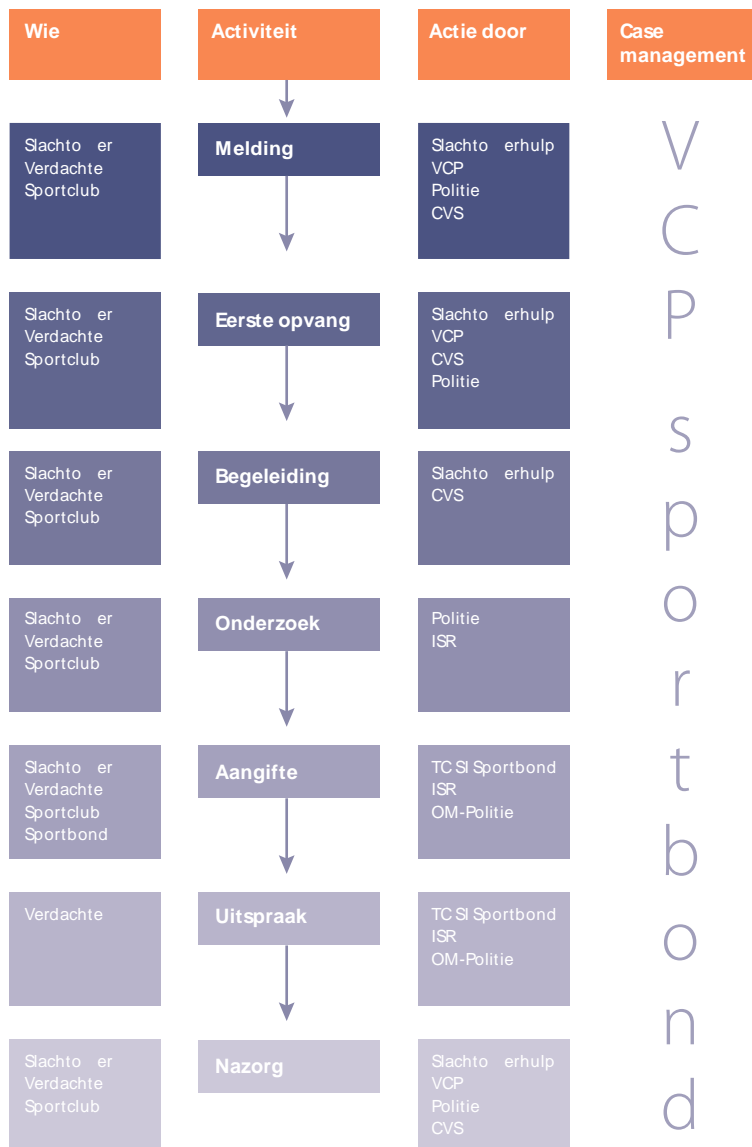 Wie
Activiteit
Actie door
Case
management
Slachto er
Verdachte
Sportclub
Melding
Slachto erhulp
VCP
Politie
CVS
Slachto er
Verdachte
Sportclub
Eerste opvang
Slachto erhulp
VCP
CVS
Politie
Slachto er
Verdachte
Sportclub
Begeleiding
Slachto erhulp
CVS
Slachto er
Verdachte
Sportclub
Onderzoek
Politie
ISR
Slachto er
Verdachte
Sportclub
Sportbond
Aangifte
TC SI Sportbond
ISR
OM-Politie
Verdachte
Uitspraak
TC SI Sportbond
ISR
OM-Politie
Slachto er
Verdachte
Sportclub
Nazorg
Slachto erhulp
VCP
Politie
CVS
VCP sportbond